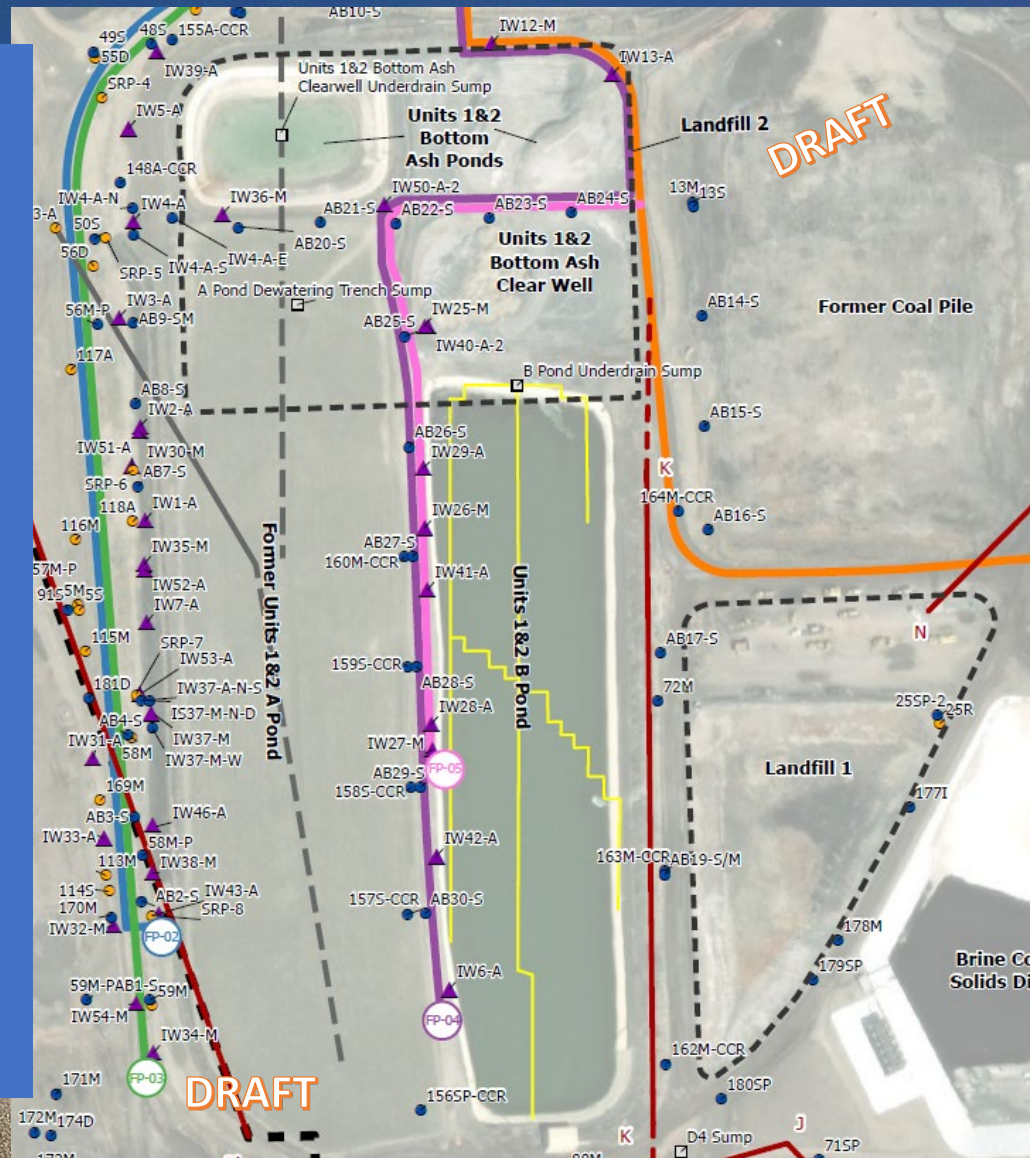 AB10-S
48S
155A-CCR
IW12-M
49S
55D
IW39-A
IW13-A
Units 1&2 Bottom Ash
Clearwell Underdrain Sump
SRP-4
Units 1&2
Bottom
Ash Ponds
IW5-A
Landfill 2
DRAFT
148A-CCR
IW4-A-N
IW4-A
IW36-M
IW50-A-2
13M
13S
3-A
50S
AB21-S
AB22-S
AB23-S
AB24-S
AB20-S
56D
SRP-5
IW4-A-S
IW4-A-E
Units 1&2
Bottom Ash
Clear Well
A Pond Dewatering Trench Sump
IW3-A
56M-P
AB9-SM
AB25-S
IW25-M
IW40-A-2
AB14-S
Former Coal Pile
117A
B Pond Underdrain Sump
AB8-S
IW2-A
AB15-S
IW51-A
IW30-M
AB26-S
IW29-A
AB7-S
SRP-6
K
164M-CCR
118A
IW1-A
IW26-M
AB16-S
116M
IW35-M
AB27-S
160M-CCR
57M-P
IW52-A
IW41-A
91S
5M
5S
IW7-A
Former Units 1&2 A Pond
Units 1&2 B Pond
115M
SRP-7
IW53-A
N
AB17-S
159S-CCR
181D
IW37-A-N-S
AB28-S
72M
IS37-M-N-D
25SP-2
25R
AB4-S
IW28-A
IW31-A
58M
IW37-M
IW37-M-W
IW27-M
FP-05
Landfill 1
AB29-S
158S-CCR
169M
177I
AB3-S
IW46-A
IW33-A
58M-P
IW42-A
113M
IW38-M
163M-CCR
AB19-S/M
114S
AB2-S
IW43-A
170M
SRP-8
157S-CCR
AB30-S
IW32-M
FP-02
178M
Brine Co
Solids Di
179SP
IW6-A
59M-P
AB1-S
59M
IW54-M
FP-04
IW34-M
162M-CCR
FP-03
171M
DRAFT
180SP
156SP-CCR
172M
174D
K
J
D4 Sump
71SP